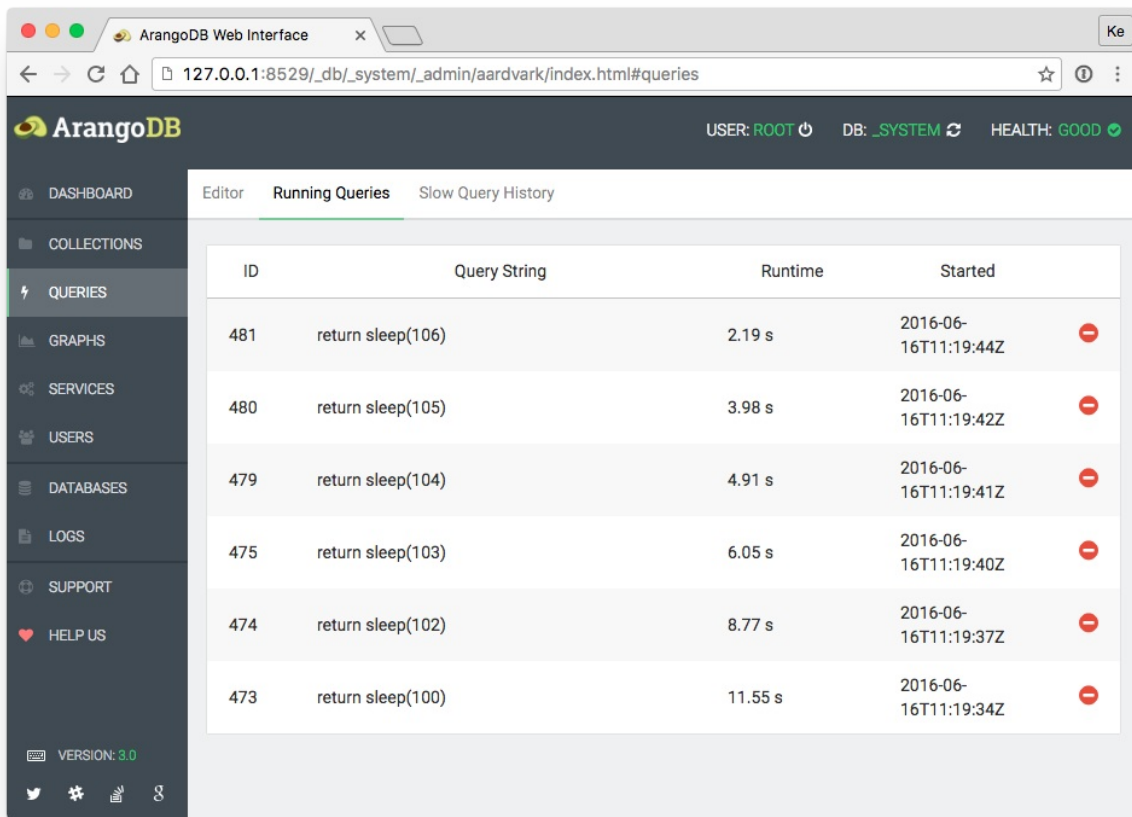 ArangoDB Web Interface
Ke
127.0.0.1:8529/_db/_system/_admin/aardvark/index.html#queries
ArangoDB
USER: ROOT DB: _SYSTEM HEALTH: GOOD
DASHBOARD
COLLECTIONS
QUERIES
GRAPHS
SERVICES
USERS
DATABASES
LOGS
SUPPORT
HELP US
VERSION: 3.0
Editor Running Queries Slow Query History
ID Query String Runtime Started
481 return sleep(106) 2.19 s 2016-06-
16T11:19:44Z
480 return sleep(105) 3.98 s 2016-06-
16T11:19:42Z
479 return sleep(104) 4.91 s 2016-06-
16T11:19:41Z
475 return sleep(103) 6.05 s 2016-06-
16T11:19:40Z
474 return sleep(102) 8.77 s 2016-06-
16T11:19:37Z
473 return sleep(100) 11.55 s 2016-06-
16T11:19:34Z